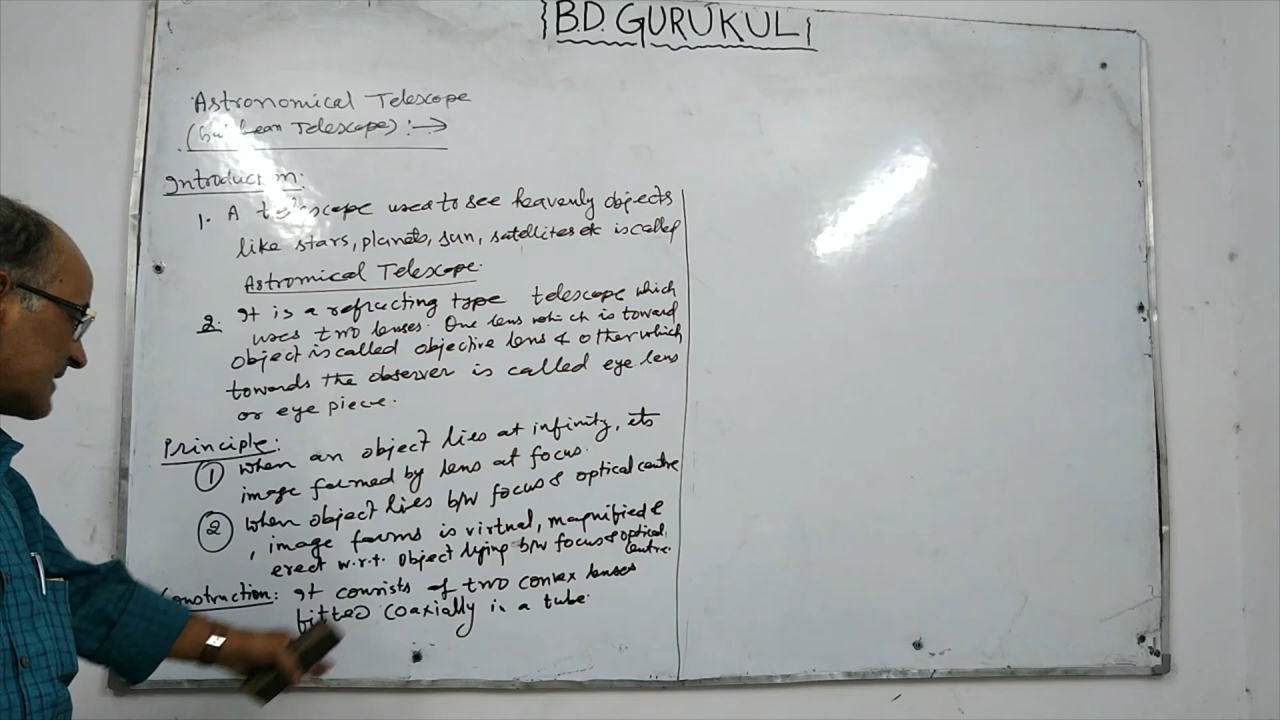 B.D. GURUKUL
Astronomical Telescope
Telescope) :→
Introduction:
1. A telescope used to see heavenly objects
like stars, planets, sun, satellites etc is called
Astromical Telescope.
2. It is a refracting type telescope which
uses two lenses. One lens which is toward
object is called objective lens & other which
towards the observer is called eye lens
or eye piece.
Principle:
① When an object lies at infinity, its
image formed by lens at focus.
② When object lies b/w focus & optical centre
, image forms is virtual, magnified &
erect w.r.t. object lying b/w focus & optical
centre.
Construction: It consists of two convex lenses
fitted coaxially in a tube.